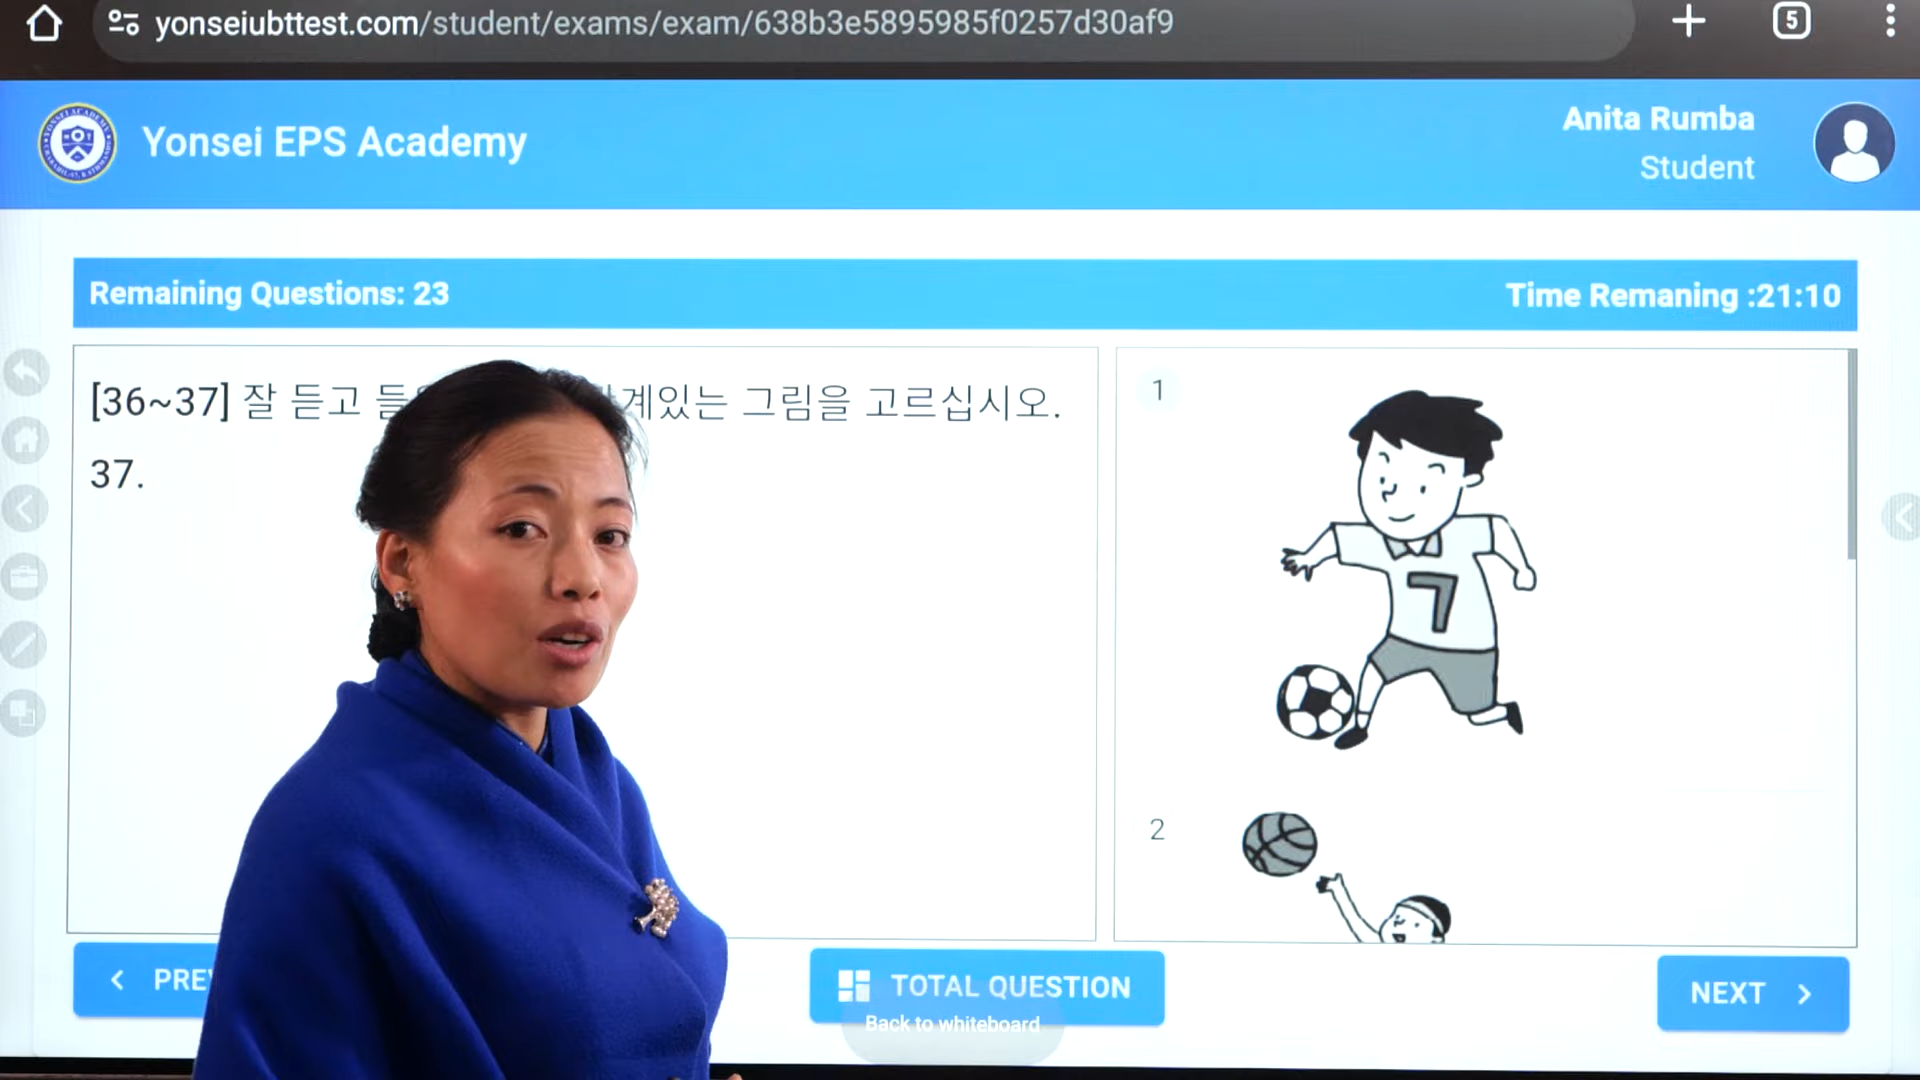 yonseiubttest.com/student/exams/exam/638b3e5895985f0257d30af9
5
Yonsei EPS Academy
Anita Rumba
Student
Remaining Questions: 23
Time Remaning :21:10
[36~37] 잘 듣고 계있는 그림을 고르십시오.
37.
1
7
2
PRE
TOTAL QUESTION
Back to whiteboard
NEXT